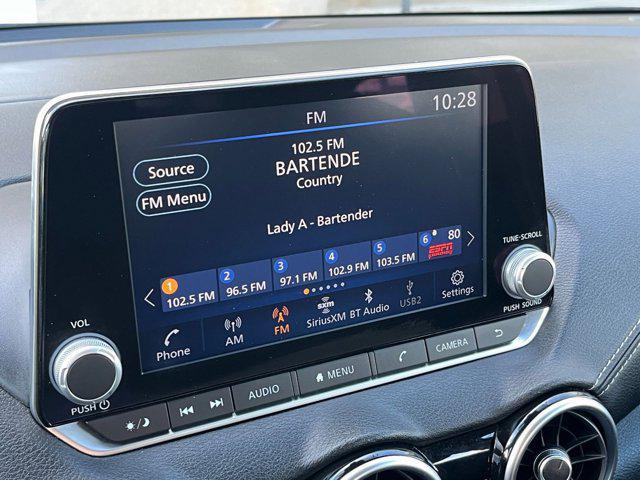 FM
10:28
102.5 FM
BARTENDE
Country
Source
FM Menu
Lady A - Bartender
1 102.5 FM
2 96.5 FM
3 97.1 FM
4 102.9 FM
5 103.5 FM
6 80 ESPN
Phone
AM
FM
sxm
SiriusXM
BT Audio
USB2
Settings
VOL
PUSH
TUNE•SCROLL
PUSH SOUND
AUDIO
MENU
CAMERA